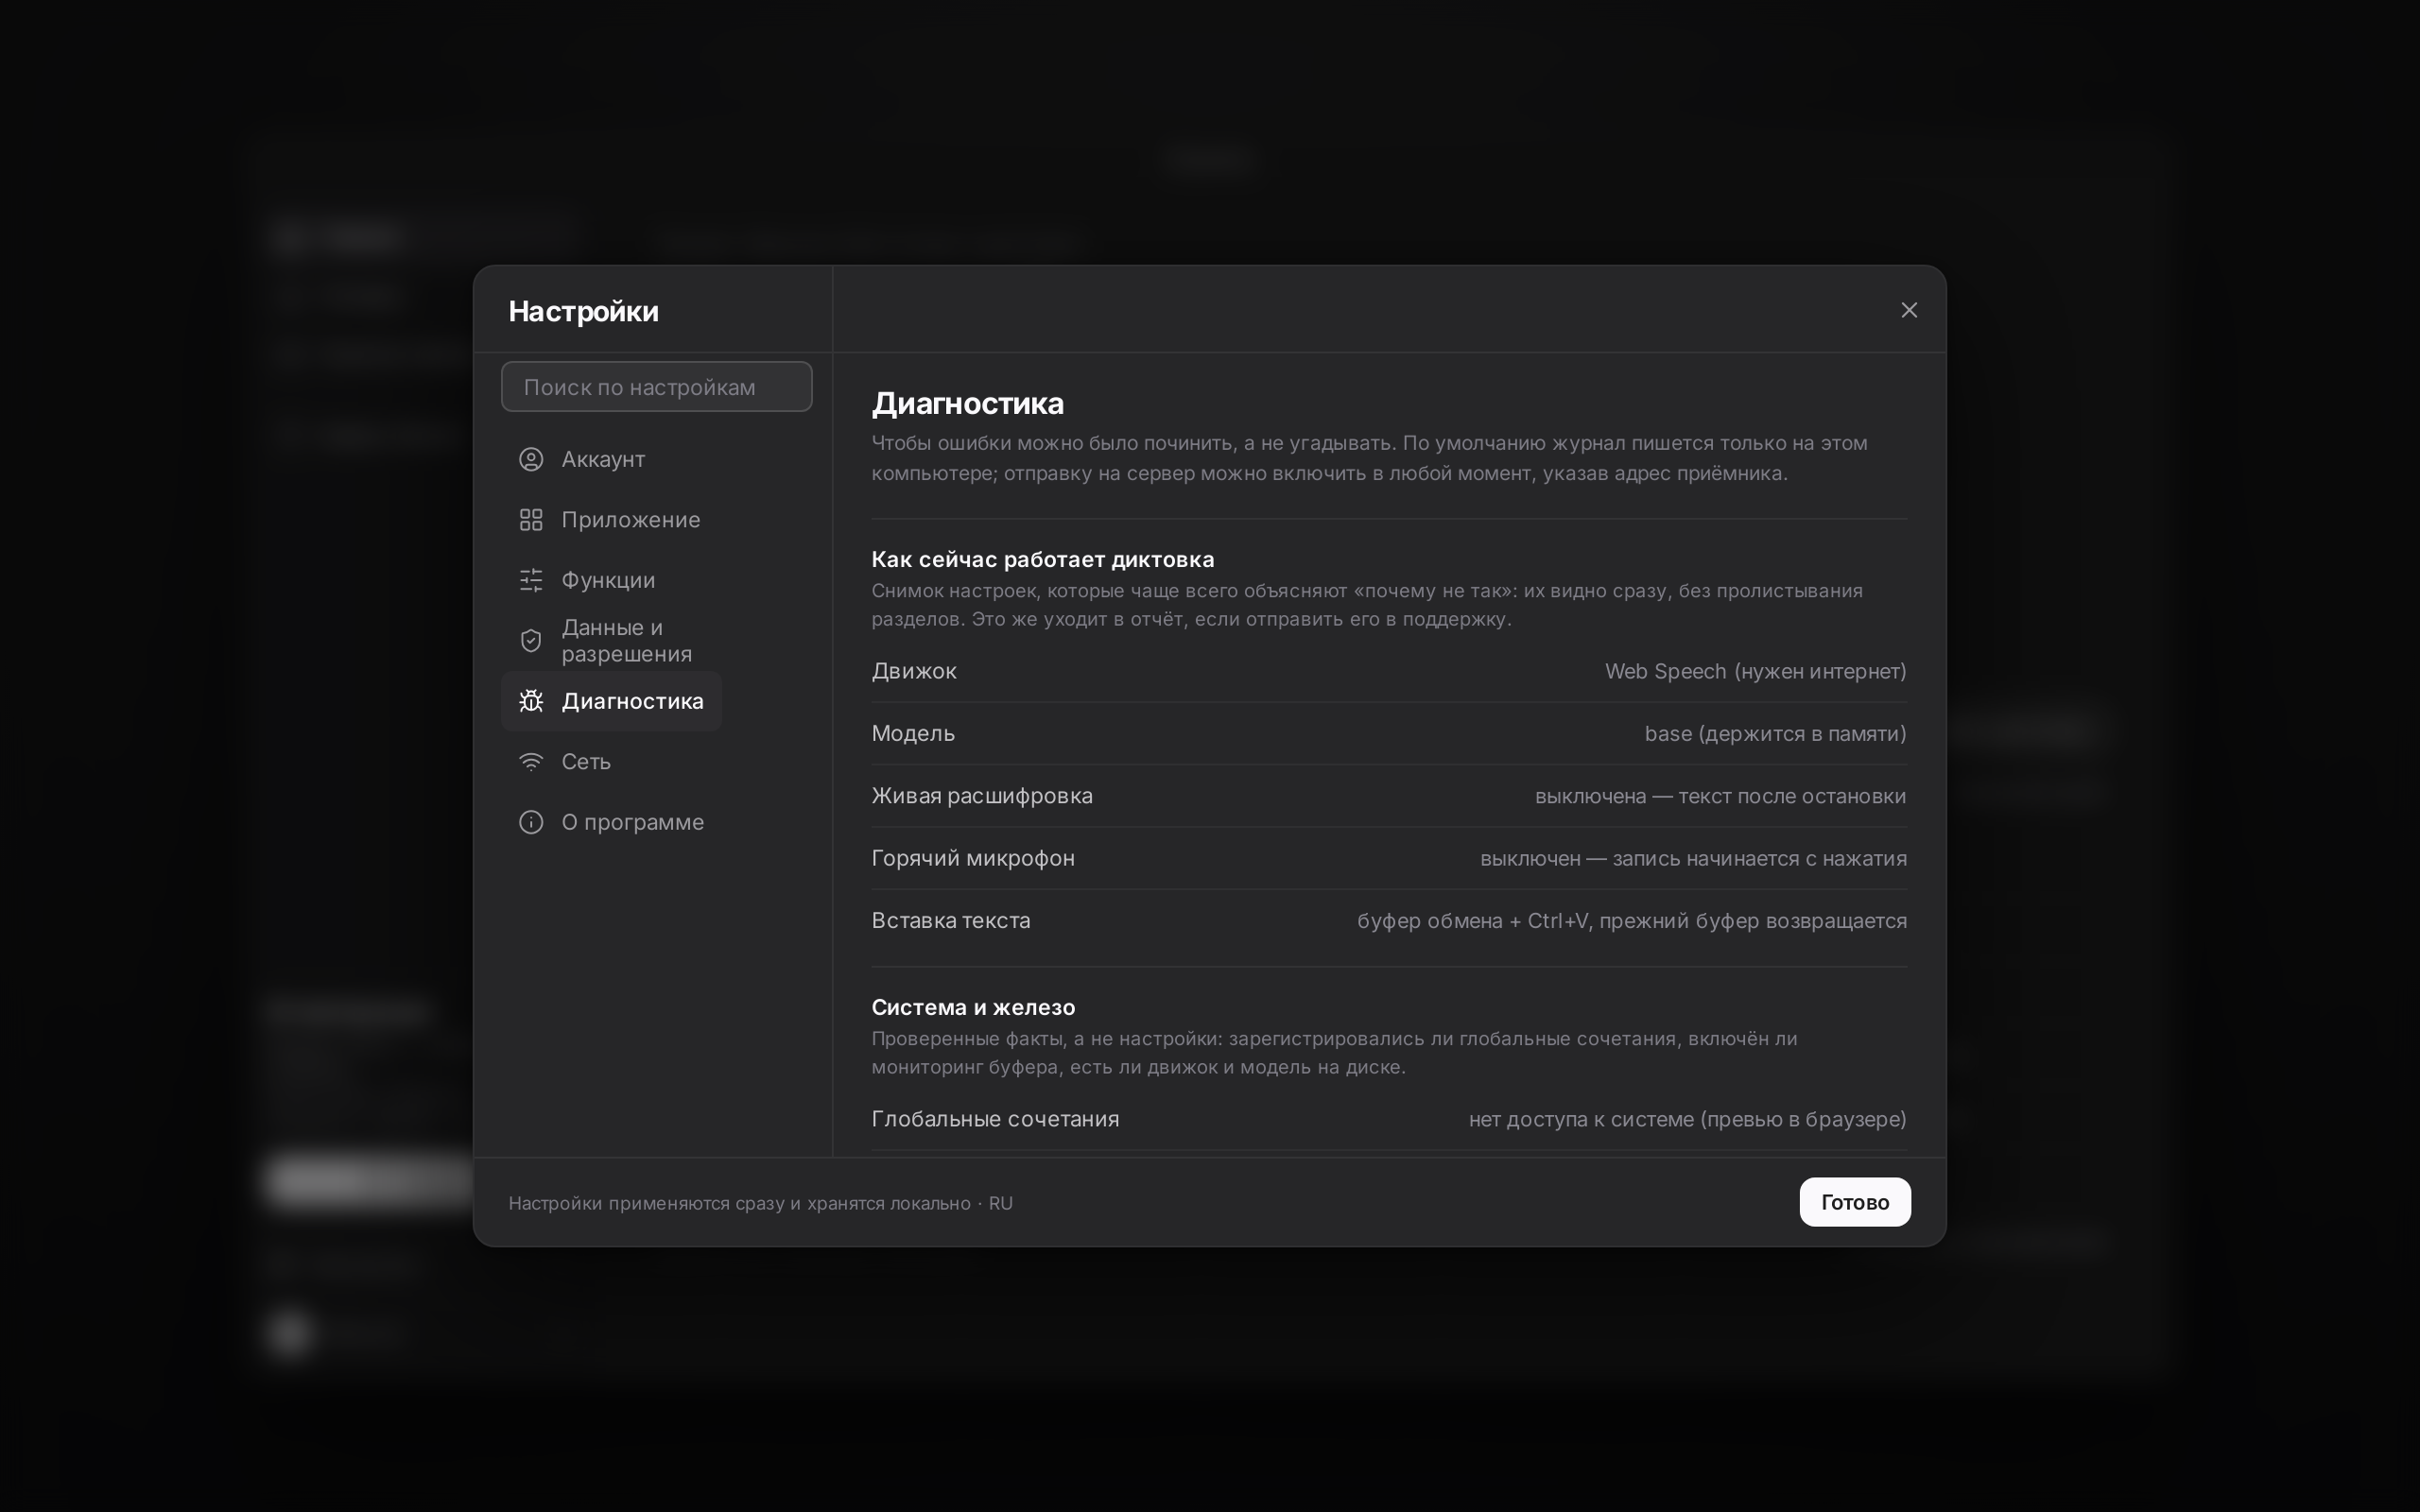 Настройки
Поиск по настройкам
Аккаунт
Приложение
Функции
Данные и
разрешения
Диагностика
Сеть
О программе
Диагностика
Чтобы ошибки можно было починить, а не угадывать. По умолчанию журнал пишется только на этом
компьютере; отправку на сервер можно включить в любой момент, указав адрес приёмника.
Как сейчас работает диктовка
Снимок настроек, которые чаще всего объясняют «почему не так»: их видно сразу, без пролистывания
разделов. Это же уходит в отчёт, если отправить его в поддержку.
Движок Web Speech (нужен интернет)
Модель base (держится в памяти)
Живая расшифровка выключена — текст после остановки
Горячий микрофон выключен — запись начинается с нажатия
Вставка текста буфер обмена + Ctrl+V, прежний буфер возвращается
Система и железо
Проверенные факты, а не настройки: зарегистрировались ли глобальные сочетания, включён ли
мониторинг буфера, есть ли движок и модель на диске.
Глобальные сочетания нет доступа к системе (превью в браузере)
Настройки применяются сразу и хранятся локально · RU
Готово